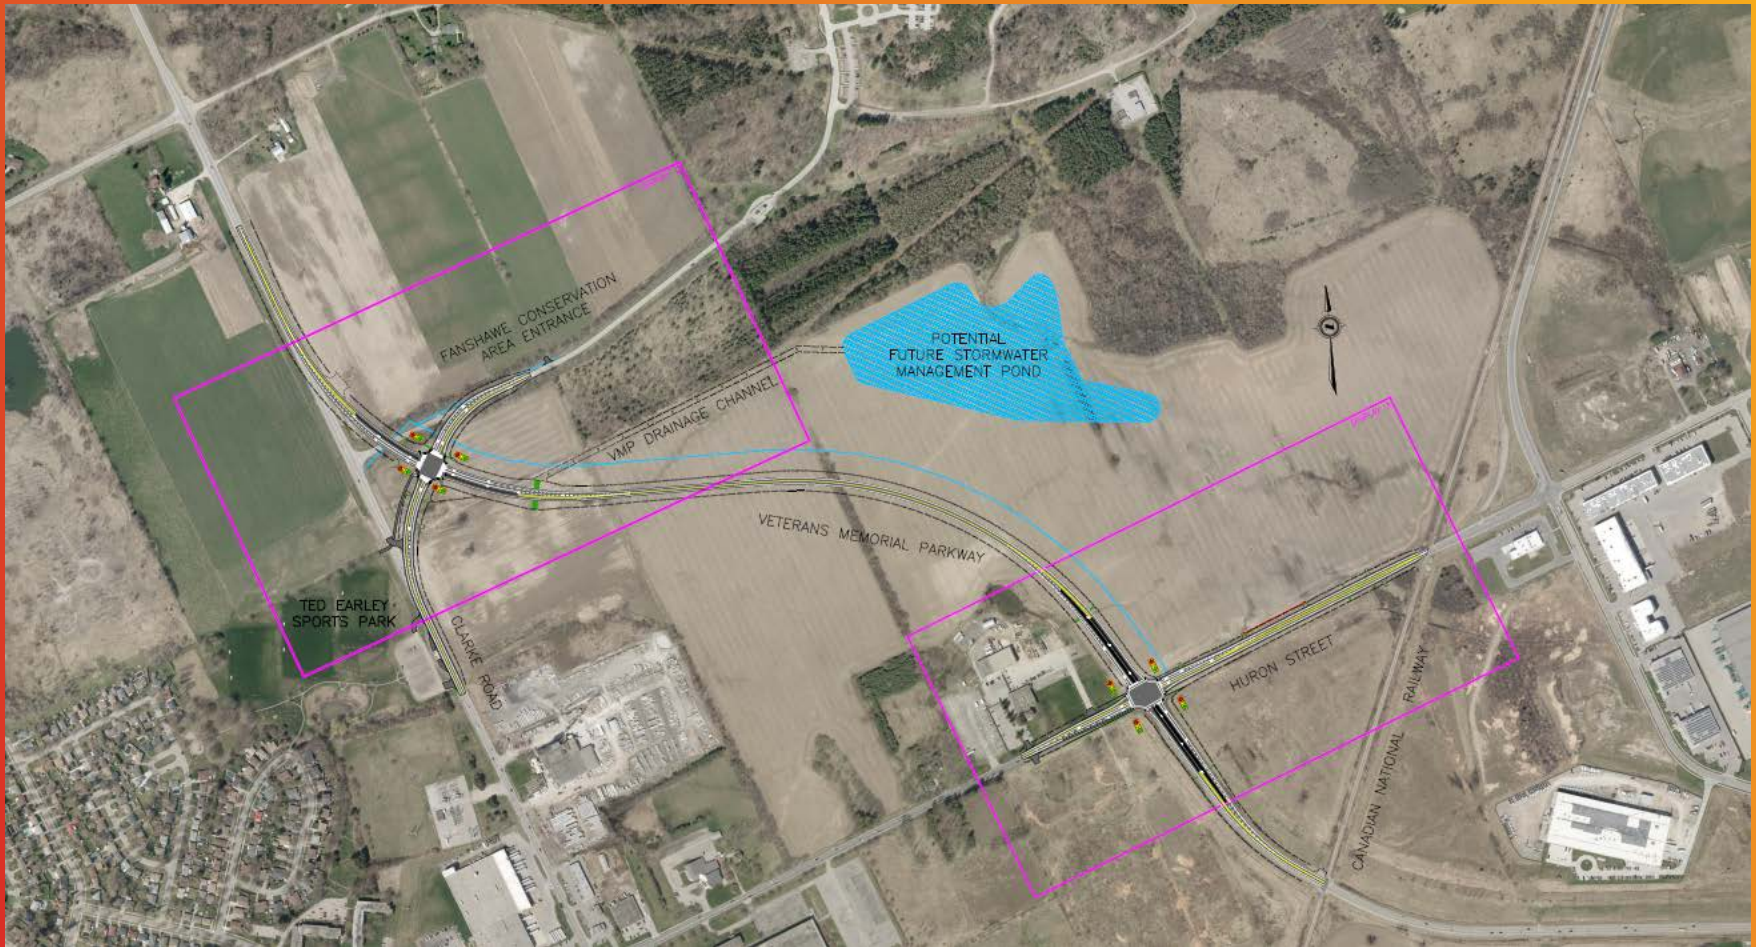 FANSHAWE CONSERVATION
AREA ENTRANCE
POTENTIAL
FUTURE STORMWATER
MANAGEMENT POND
VMP DRAINAGE CHANNEL
VETERANS MEMORIAL PARKWAY
TED EARLEY
SPORTS PARK
CLARKE ROAD
HURON STREET
CANADIAN NATIONAL RAILWAY